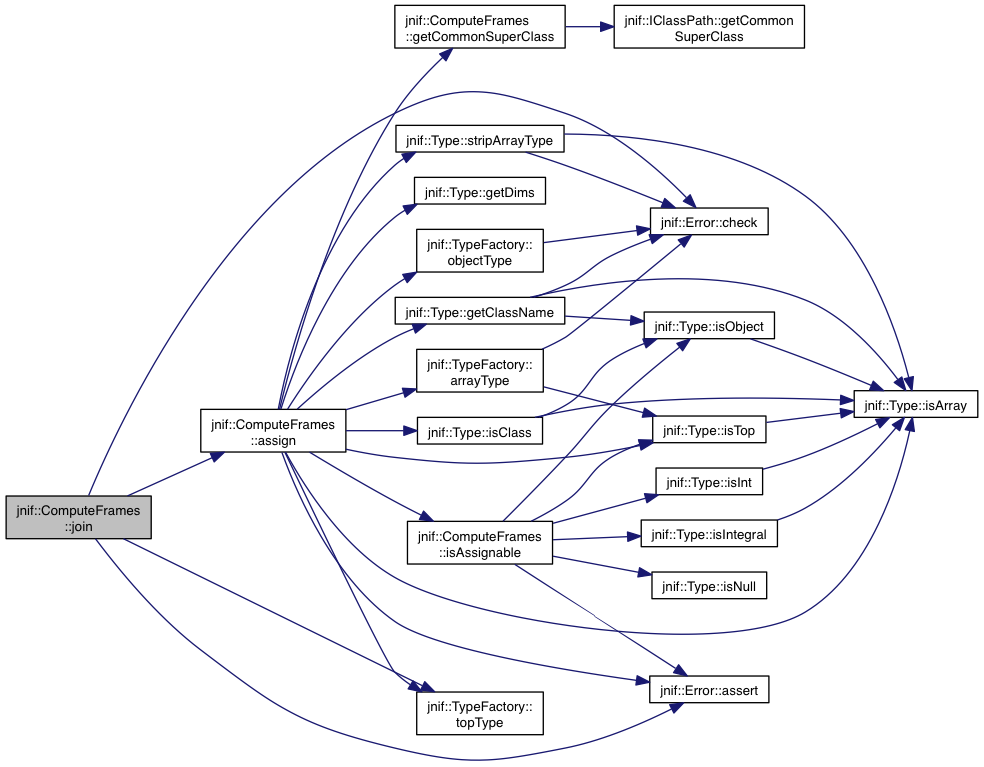 jnif::ComputeFrames
::getCommonSuperClass
jnif::IClassPath::getCommon
SuperClass
jnif::Type::stripArrayType
jnif::Type::getDims
jnif::Error::check
jnif::TypeFactory::
objectType
jnif::Type::getClassName
jnif::Type::isObject
jnif::TypeFactory::
arrayType
jnif::Type::isArray
jnif::ComputeFrames
::assign
jnif::Type::isClass
jnif::Type::isTop
jnif::Type::isInt
jnif::ComputeFrames
::join
jnif::ComputeFrames
::isAssignable
jnif::Type::isIntegral
jnif::Type::isNull
jnif::Error::assert
jnif::TypeFactory::
topType